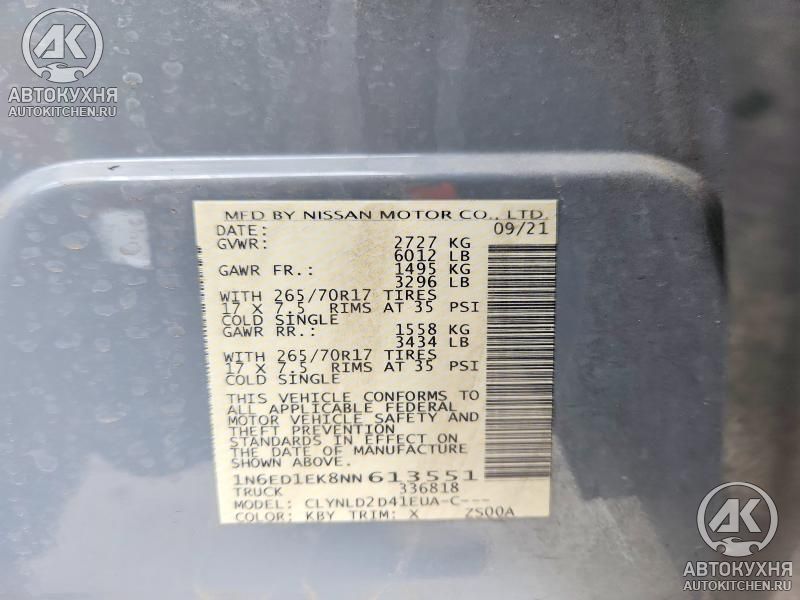 AK
АВТОКУХНЯ
AUTOKITCHEN.RU
MFD BY NISSAN MOTOR CO., LTD.
DATE: 09/21
GVWR: 2727 KG
6012 LB
GAWR FR.: 1495 KG
3296 LB
WITH 265/70R17 TIRES
17 X 7.5 RIMS AT 35 PSI
COLD SINGLE
GAWR RR.: 1558 KG
3434 LB
WITH 265/70R17 TIRES
17 X 7.5 RIMS AT 35 PSI
COLD SINGLE
THIS VEHICLE CONFORMS TO
ALL APPLICABLE FEDERAL
MOTOR VEHICLE SAFETY AND
THEFT PREVENTION
STANDARDS IN EFFECT ON
THE DATE OF MANUFACTURE
SHOWN ABOVE.
1N6ED1EK8NN613551
TRUCK 336818
MODEL: CLYNLD2D41EUA-C---
COLOR: KBY TRIM: X ZS00A
AK
АВТОКУХНЯ
AUTOKITCHEN.RU